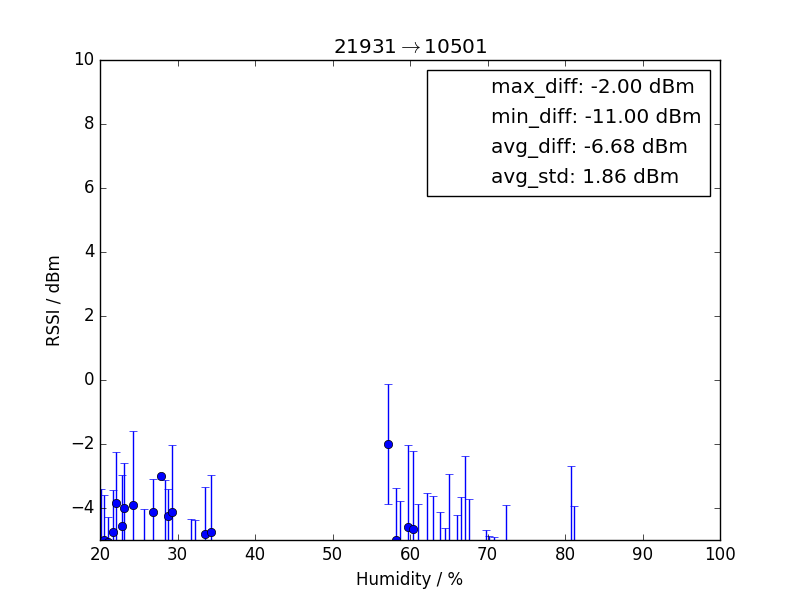 21931→10501
max_diff: -2.00 dBm
min_diff: -11.00 dBm
avg_diff: -6.68 dBm
avg_std: 1.86 dBm
RSSI / dBm
10
8
6
4
2
0
−2
−4
20 30 40 50 60 70 80 90 100
Humidity / %